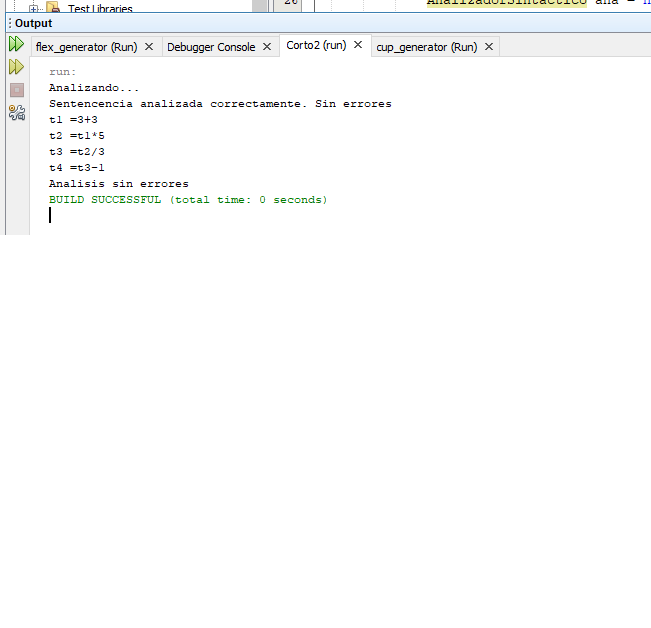 Test Libraries
26
AnalizadorSintactico ana =
Output
flex_generator (Run)
Debugger Console
Corto2 (run)
cup_generator (Run)
run:
Analizando...
Sentencencia analizada correctamente. Sin errores
t1 =3+3
t2 =t1*5
t3 =t2/3
t4 =t3-1
Analisis sin errores
BUILD SUCCESSFUL (total time: 0 seconds)